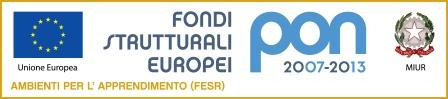 FONDI
STRUTTURALI
EUROPEI
pon
2007-2013
Unione Europea
MIUR
AMBIENTI PER L' APPRENDIMENTO (FESR)